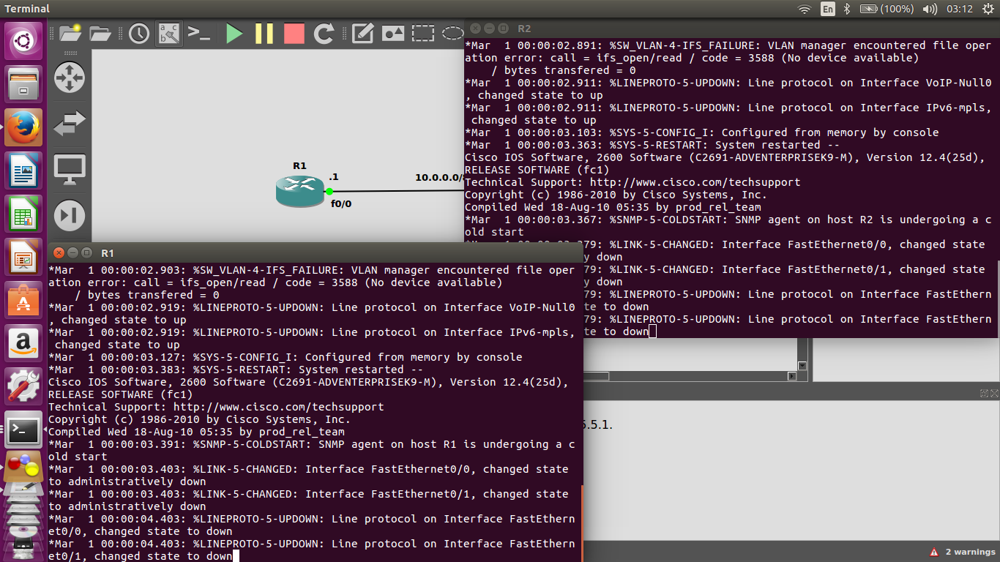 Terminal
En
(100%)
03:12
R2
*Mar  1 00:00:02.891: %SW_VLAN-4-IFS_FAILURE: VLAN manager encountered file oper
ation error: call = ifs_open/read / code = 3588 (No device available)
    / bytes transfered = 0
*Mar  1 00:00:02.911: %LINEPROTO-5-UPDOWN: Line protocol on Interface VoIP-Null0
, changed state to up
*Mar  1 00:00:02.911: %LINEPROTO-5-UPDOWN: Line protocol on Interface IPv6-mpls,
 changed state to up
*Mar  1 00:00:03.103: %SYS-5-CONFIG_I: Configured from memory by console
*Mar  1 00:00:03.363: %SYS-5-RESTART: System restarted --
Cisco IOS Software, 2600 Software (C2691-ADVENTERPRISEK9-M), Version 12.4(25d),
RELEASE SOFTWARE (fc1)
Technical Support: http://www.cisco.com/techsupport
Copyright (c) 1986-2010 by Cisco Systems, Inc.
Compiled Wed 18-Aug-10 05:35 by prod_rel_team
*Mar  1 00:00:03.367: %SNMP-5-COLDSTART: SNMP agent on host R2 is undergoing a c
old start
79: %LINK-5-CHANGED: Interface FastEthernet0/0, changed state
y down
79: %LINK-5-CHANGED: Interface FastEthernet0/1, changed state
y down
79: %LINEPROTO-5-UPDOWN: Line protocol on Interface FastEthern
te to down
79: %LINEPROTO-5-UPDOWN: Line protocol on Interface FastEthern
te to down
R1
.1
10.0.0.0/
f0/0
R1
*Mar  1 00:00:02.903: %SW_VLAN-4-IFS_FAILURE: VLAN manager encountered file oper
ation error: call = ifs_open/read / code = 3588 (No device available)
    / bytes transfered = 0
*Mar  1 00:00:02.919: %LINEPROTO-5-UPDOWN: Line protocol on Interface VoIP-Null0
, changed state to up
*Mar  1 00:00:02.919: %LINEPROTO-5-UPDOWN: Line protocol on Interface IPv6-mpls,
 changed state to up
*Mar  1 00:00:03.127: %SYS-5-CONFIG_I: Configured from memory by console
*Mar  1 00:00:03.383: %SYS-5-RESTART: System restarted --
Cisco IOS Software, 2600 Software (C2691-ADVENTERPRISEK9-M), Version 12.4(25d),
RELEASE SOFTWARE (fc1)
Technical Support: http://www.cisco.com/techsupport
Copyright (c) 1986-2010 by Cisco Systems, Inc.
Compiled Wed 18-Aug-10 05:35 by prod_rel_team
*Mar  1 00:00:03.391: %SNMP-5-COLDSTART: SNMP agent on host R1 is undergoing a c
old start
*Mar  1 00:00:03.403: %LINK-5-CHANGED: Interface FastEthernet0/0, changed state
to administratively down
*Mar  1 00:00:03.403: %LINK-5-CHANGED: Interface FastEthernet0/1, changed state
to administratively down
*Mar  1 00:00:04.403: %LINEPROTO-5-UPDOWN: Line protocol on Interface FastEthern
et0/0, changed state to down
*Mar  1 00:00:04.403: %LINEPROTO-5-UPDOWN: Line protocol on Interface FastEthern
et0/1, changed state to down
.5.1.
2 warnings